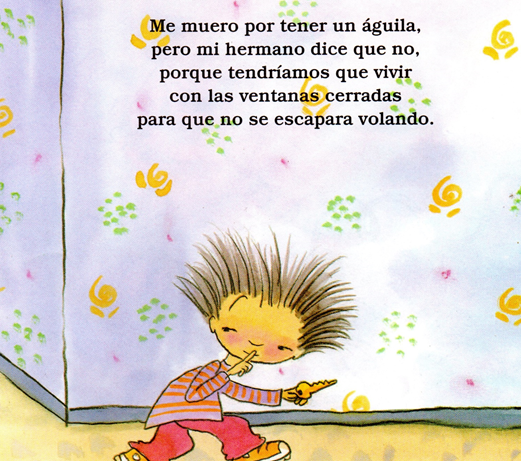 Me muero por tener un águila,
pero mi hermano dice que no,
porque tendríamos que vivir
con las ventanas cerradas
para que no se escapara volando.